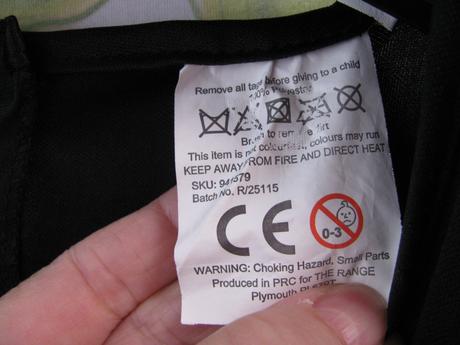 Remove all tags before giving to a child
100% Polyester
Brush to remove dirt
This item is not colourfast, colours may run
KEEP AWAY FROM FIRE AND DIRECT HEAT
SKU: 94579
Batch No. R/25115
CE
0-3
WARNING: Choking Hazard, Small Parts
Produced in PRC for THE RANGE
Plymouth